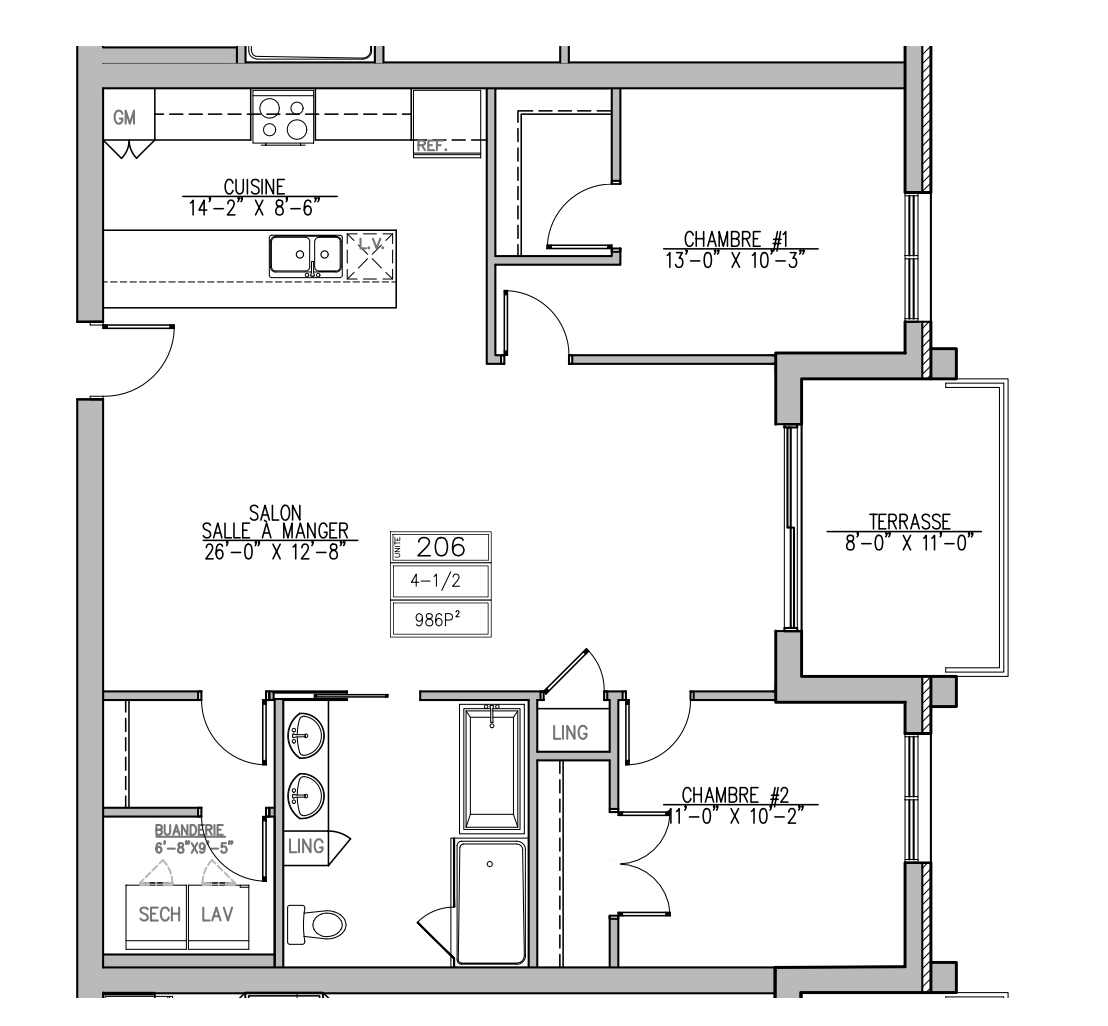 GM
REF.
CUISINE
14'-2" X 8'-6"
L.V.
CHAMBRE #1
13'-0" X 10'-3"
SALON
SALLE À MANGER
26'-0" X 12'-8"
UNITE
206
4-1/2
986P²
TERRASSE
8'-0" X 11'-0"
LING
CHAMBRE #2
11'-0" X 10'-2"
BUANDERIE
6'-8"X9'-5"
LING
SECH
LAV